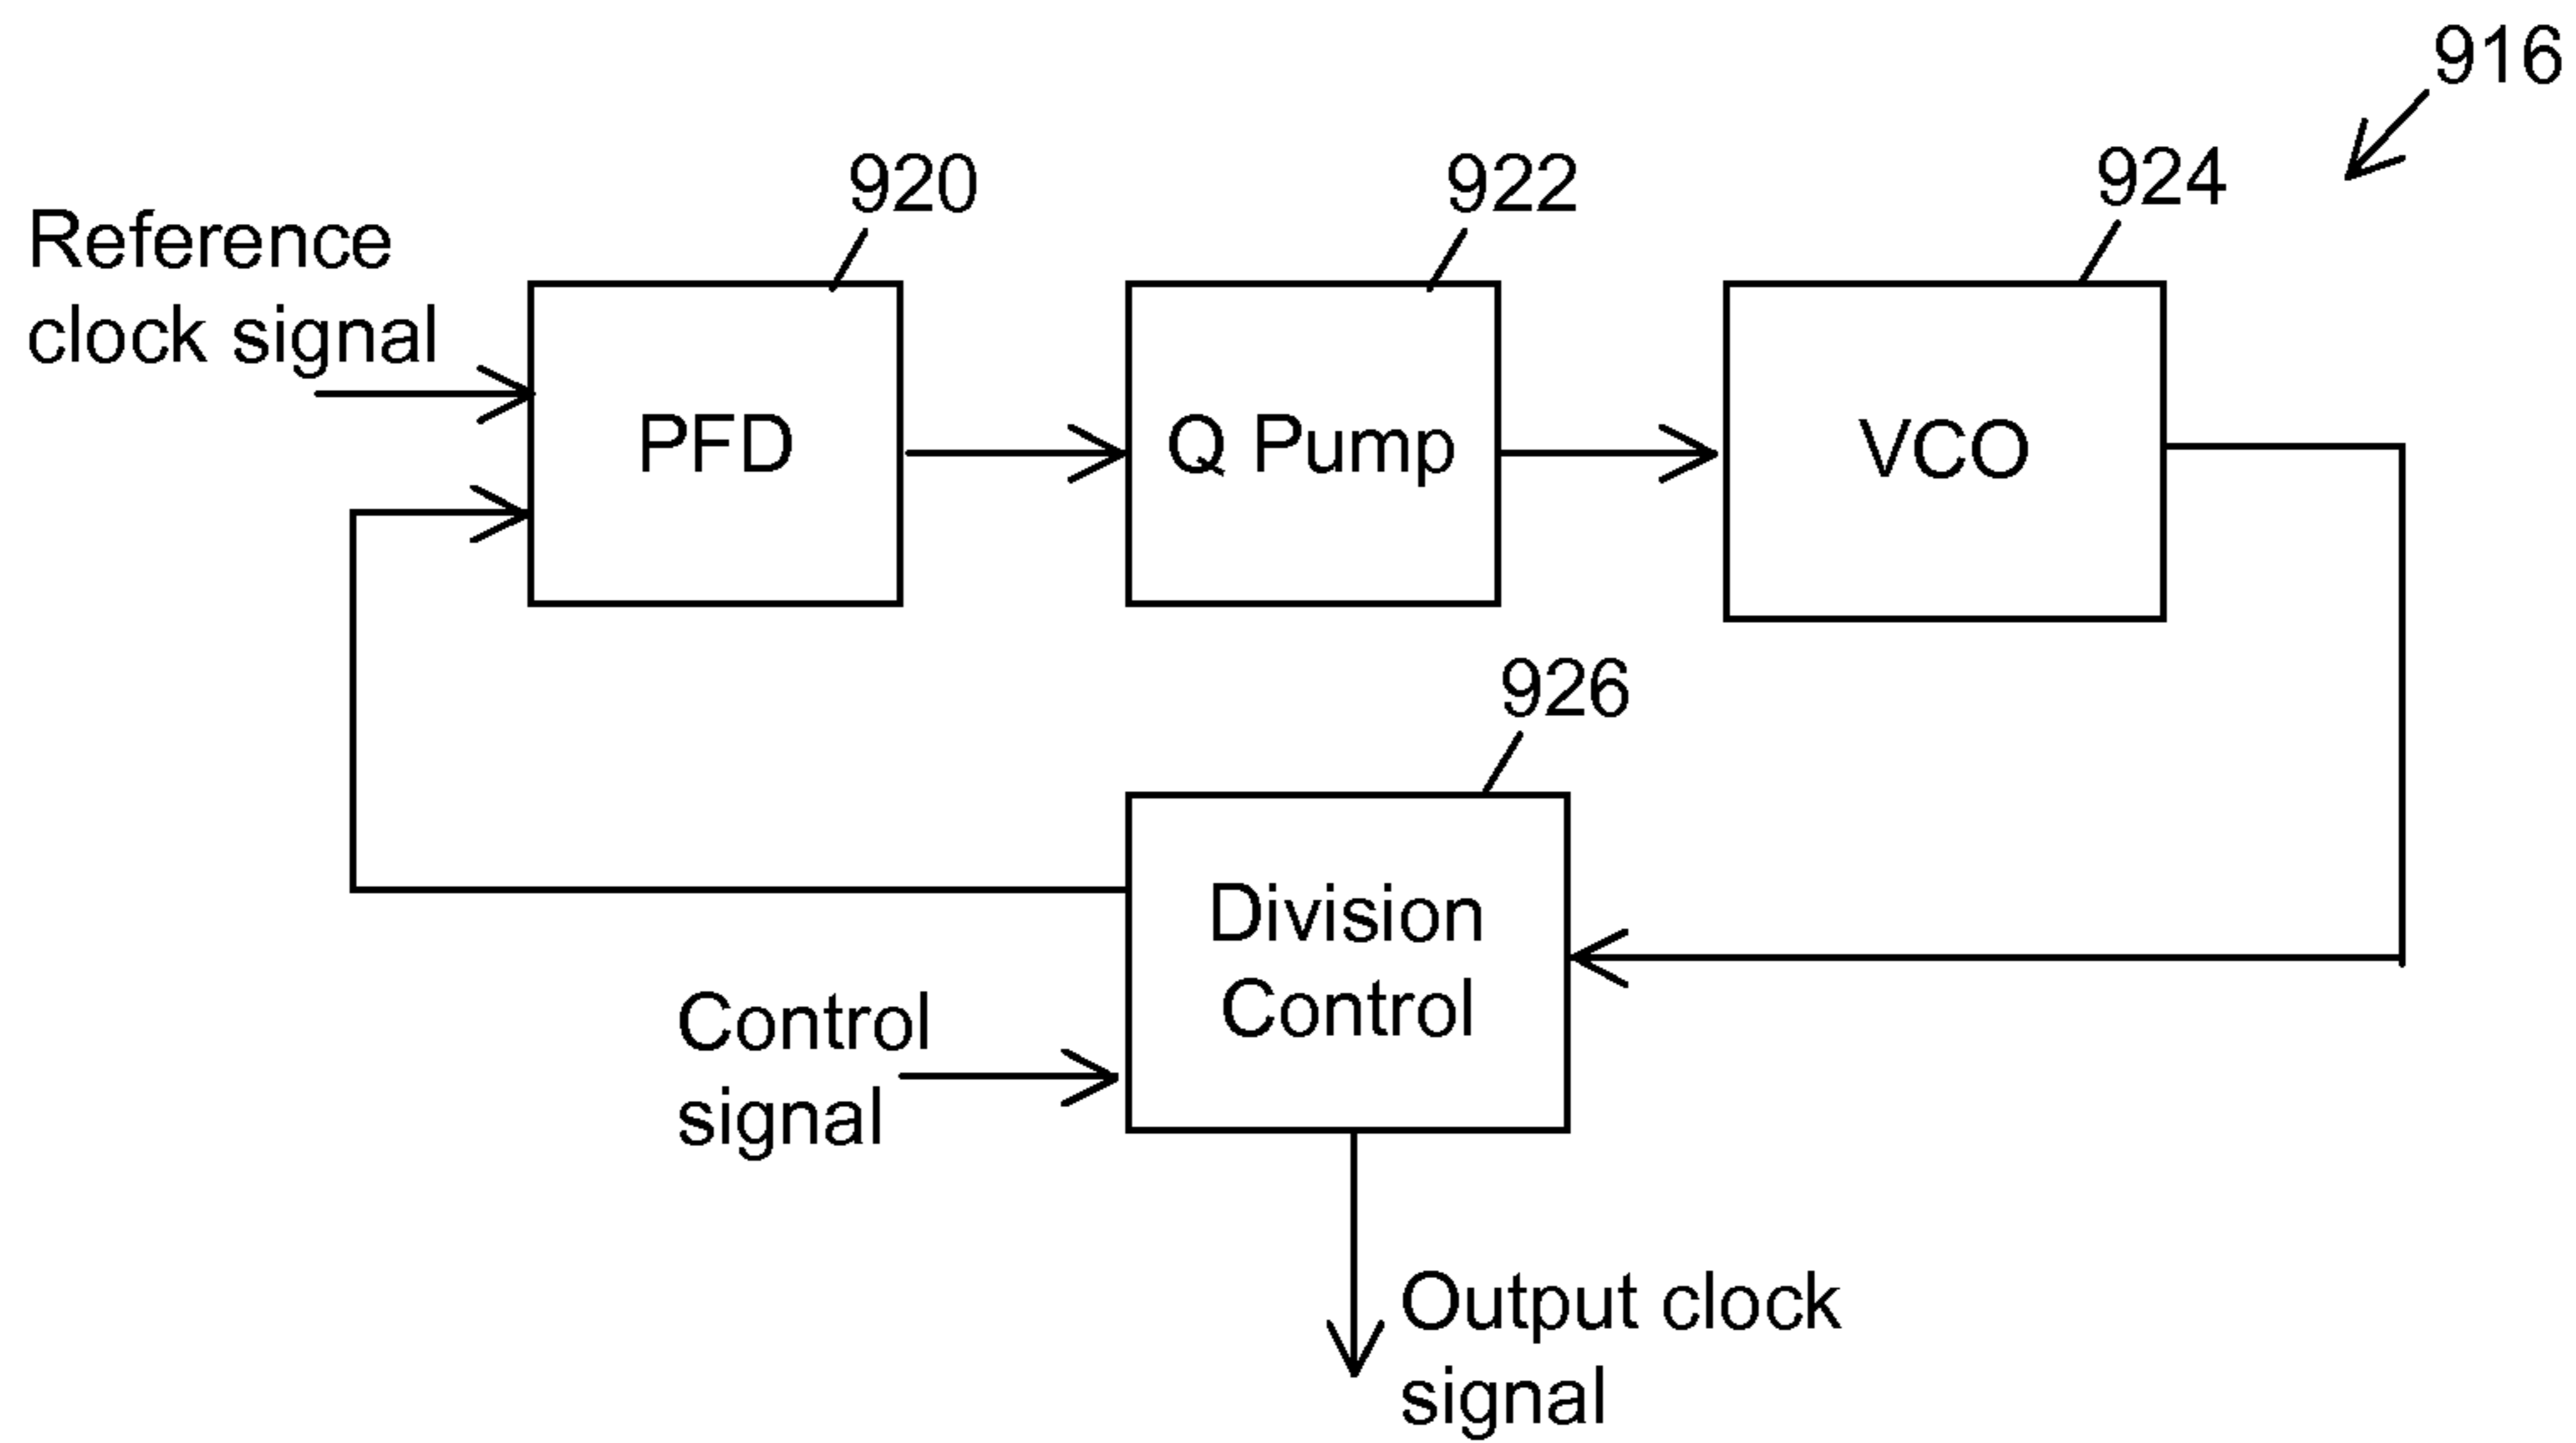 916
920
922
924
Reference
clock signal
PFD
Q Pump
VCO
926
Division
Control
Control
signal
Output clock
signal